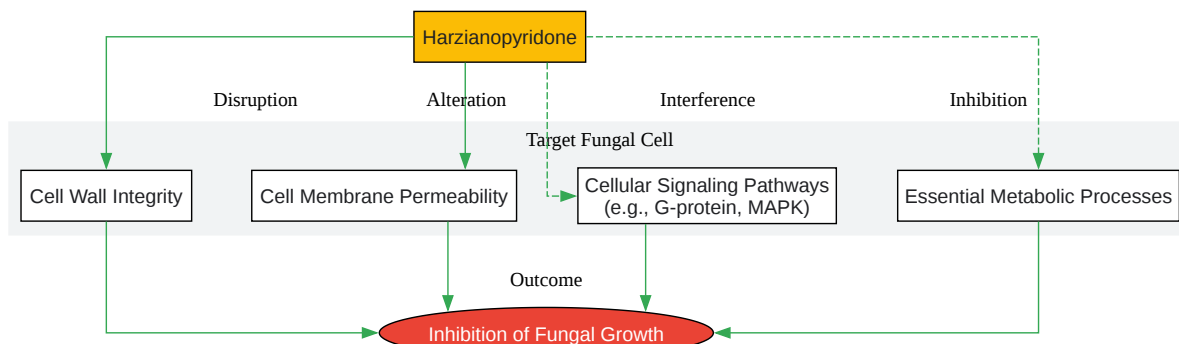 Harzianopyridone
Disruption
Alteration
Interference
Inhibition
Target Fungal Cell
Cell Wall Integrity
Cell Membrane Permeability
Cellular Signaling Pathways
(e.g., G-protein, MAPK)
Essential Metabolic Processes
Outcome
Inhibition of Fungal Growth